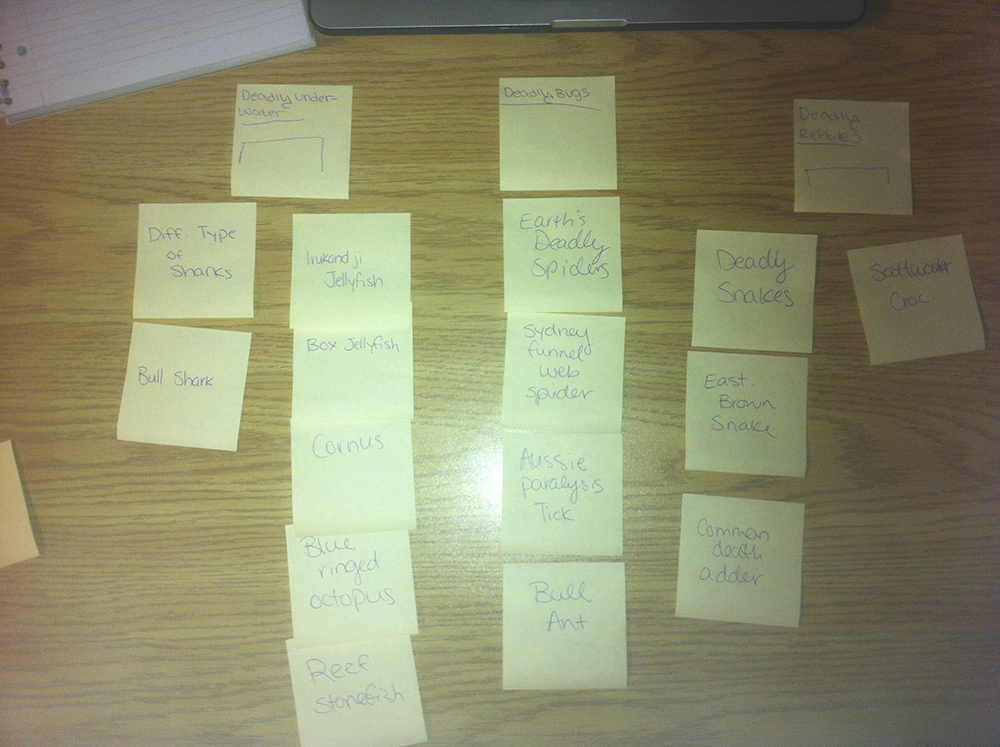 Deadly Under-
Water
Diff. Type
of
Sharks
Bull Shark
Irukandji
Jellyfish
Box Jellyfish
Cornus
Blue
ringed
octopus
Reef
Stonefish
Deadly Bugs
Earth's
Deadly
Spiders
Sydney
funnel
web
spider
Aussie
paralysis
Tick
Bull
Ant
Deadly
Reptiles
Deadly
Snakes
East.
Brown
Snake
Common
death
adder
Saltwater
Croc.